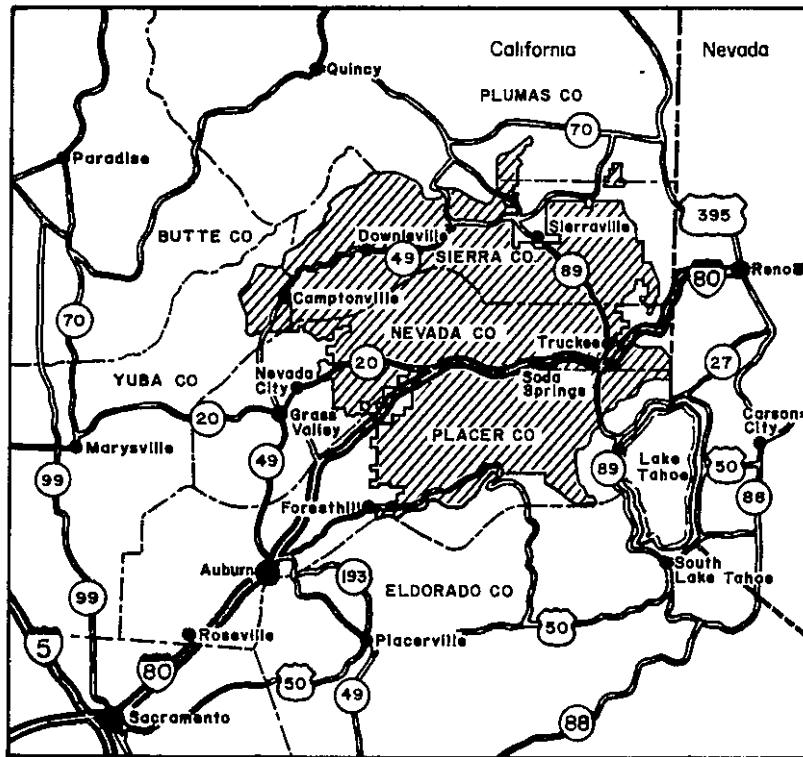 California
Nevada
Quincy
PLUMAS CO
70
Paradise
395
BUTTE CO
Downieville
Sierraville
49
SIERRA CO
89
80
Reno
Camptonville
70
NEVADA CO
Truckee
YUBA CO
Nevada
City
20
27
Soda
Springs
20
Grass
Valley
Carson
City
Marysville
PLACER CO
49
89
Lake
Tahoe
50
99
88
Foresthill
Auburn
193
South
Lake Tahoe
ELDORADO CO
99
Roseville
Placerville
50
5
80
50
49
88
Sacramento